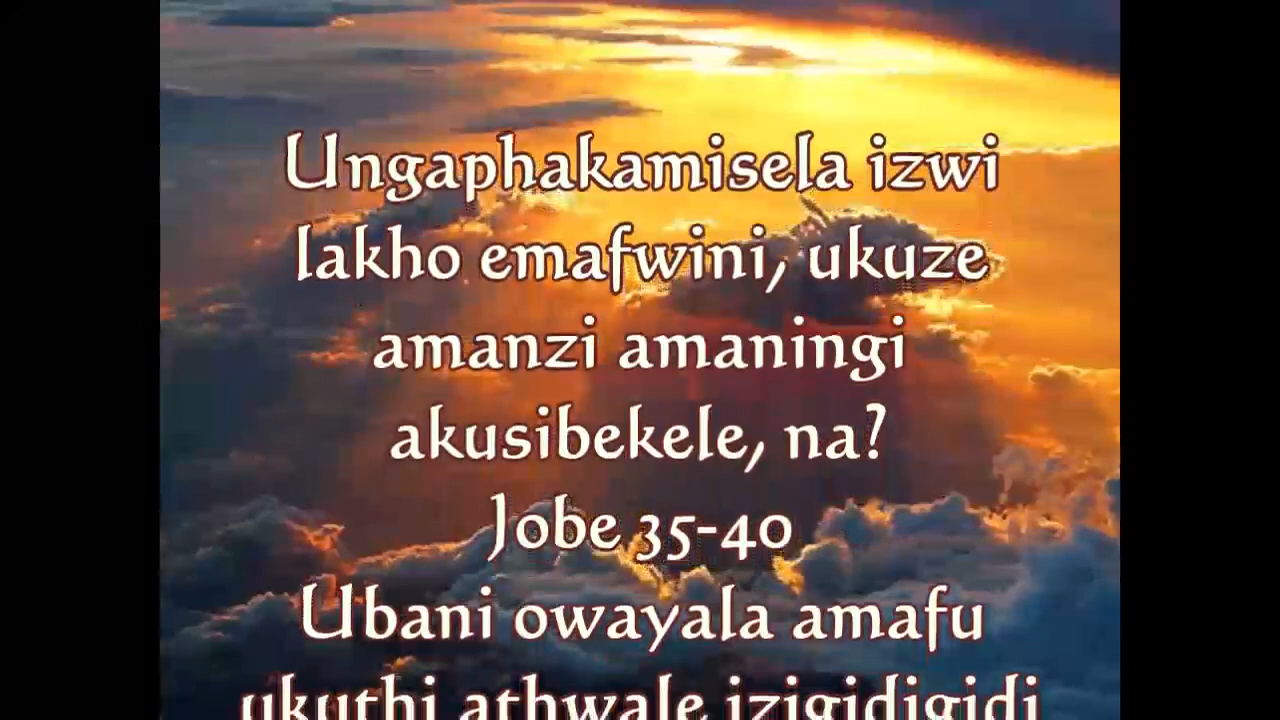 Ungaphakamisela izwi
lakho emafwini, ukuze
amanzi amaningi
akusibekele, na?
Jobe 35-40
Ubani owayala amafu
ukuthi athwale izigidigidi